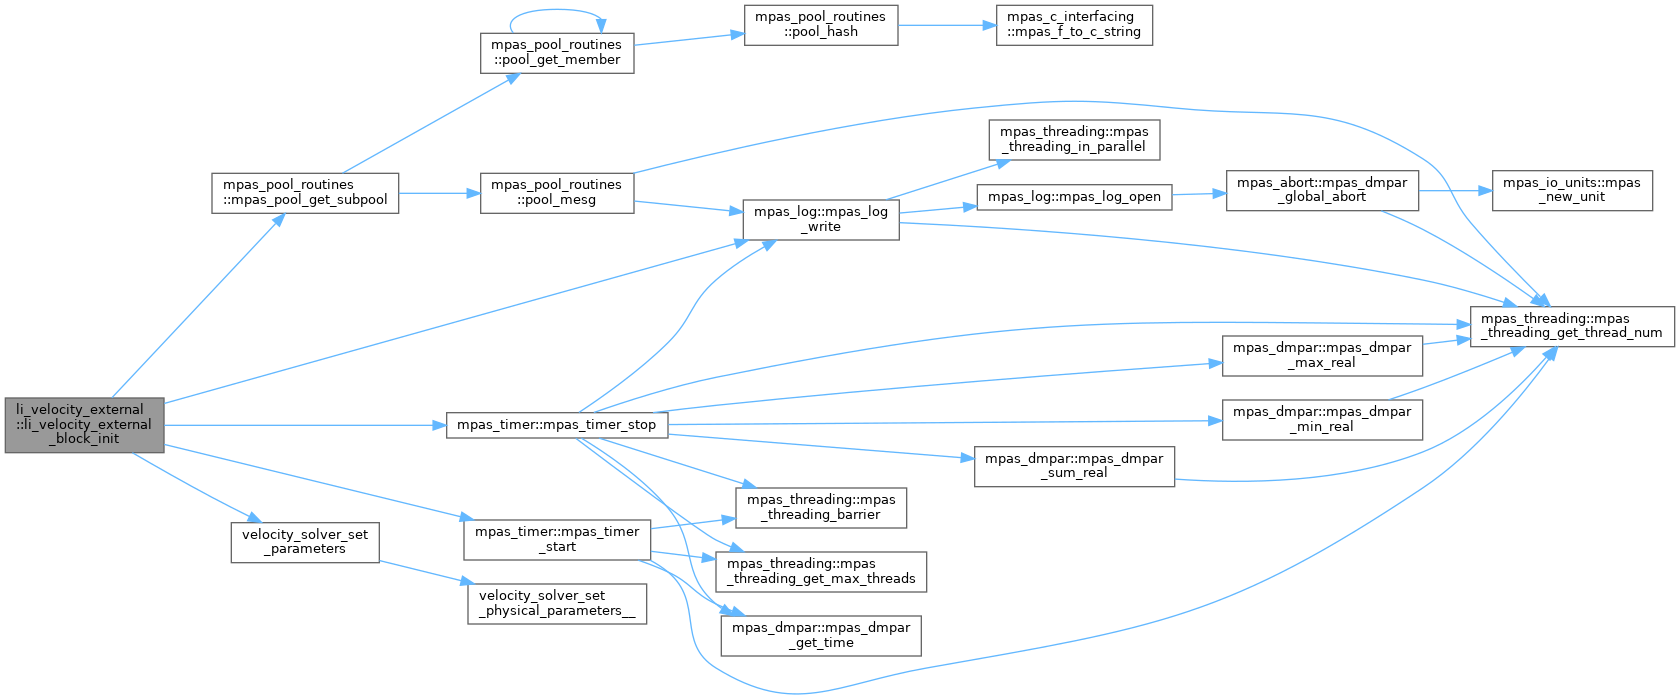 mpas_pool_routines
::pool_hash
mpas_c_interfacing
::mpas_f_to_c_string
mpas_pool_routines
::pool_get_member
mpas_threading::mpas
_threading_in_parallel
mpas_pool_routines
::mpas_pool_get_subpool
mpas_pool_routines
::pool_mesg
mpas_log::mpas_log
_write
mpas_log::mpas_log_open
mpas_abort::mpas_dmpar
_global_abort
mpas_io_units::mpas
_new_unit
mpas_threading::mpas
_threading_get_thread_num
mpas_dmpar::mpas_dmpar
_max_real
li_velocity_external
::li_velocity_external
_block_init
mpas_timer::mpas_timer_stop
mpas_dmpar::mpas_dmpar
_min_real
mpas_dmpar::mpas_dmpar
_sum_real
mpas_threading::mpas
_threading_barrier
velocity_solver_set
_parameters
mpas_timer::mpas_timer
_start
mpas_threading::mpas
_threading_get_max_threads
velocity_solver_set
_physical_parameters__
mpas_dmpar::mpas_dmpar
_get_time